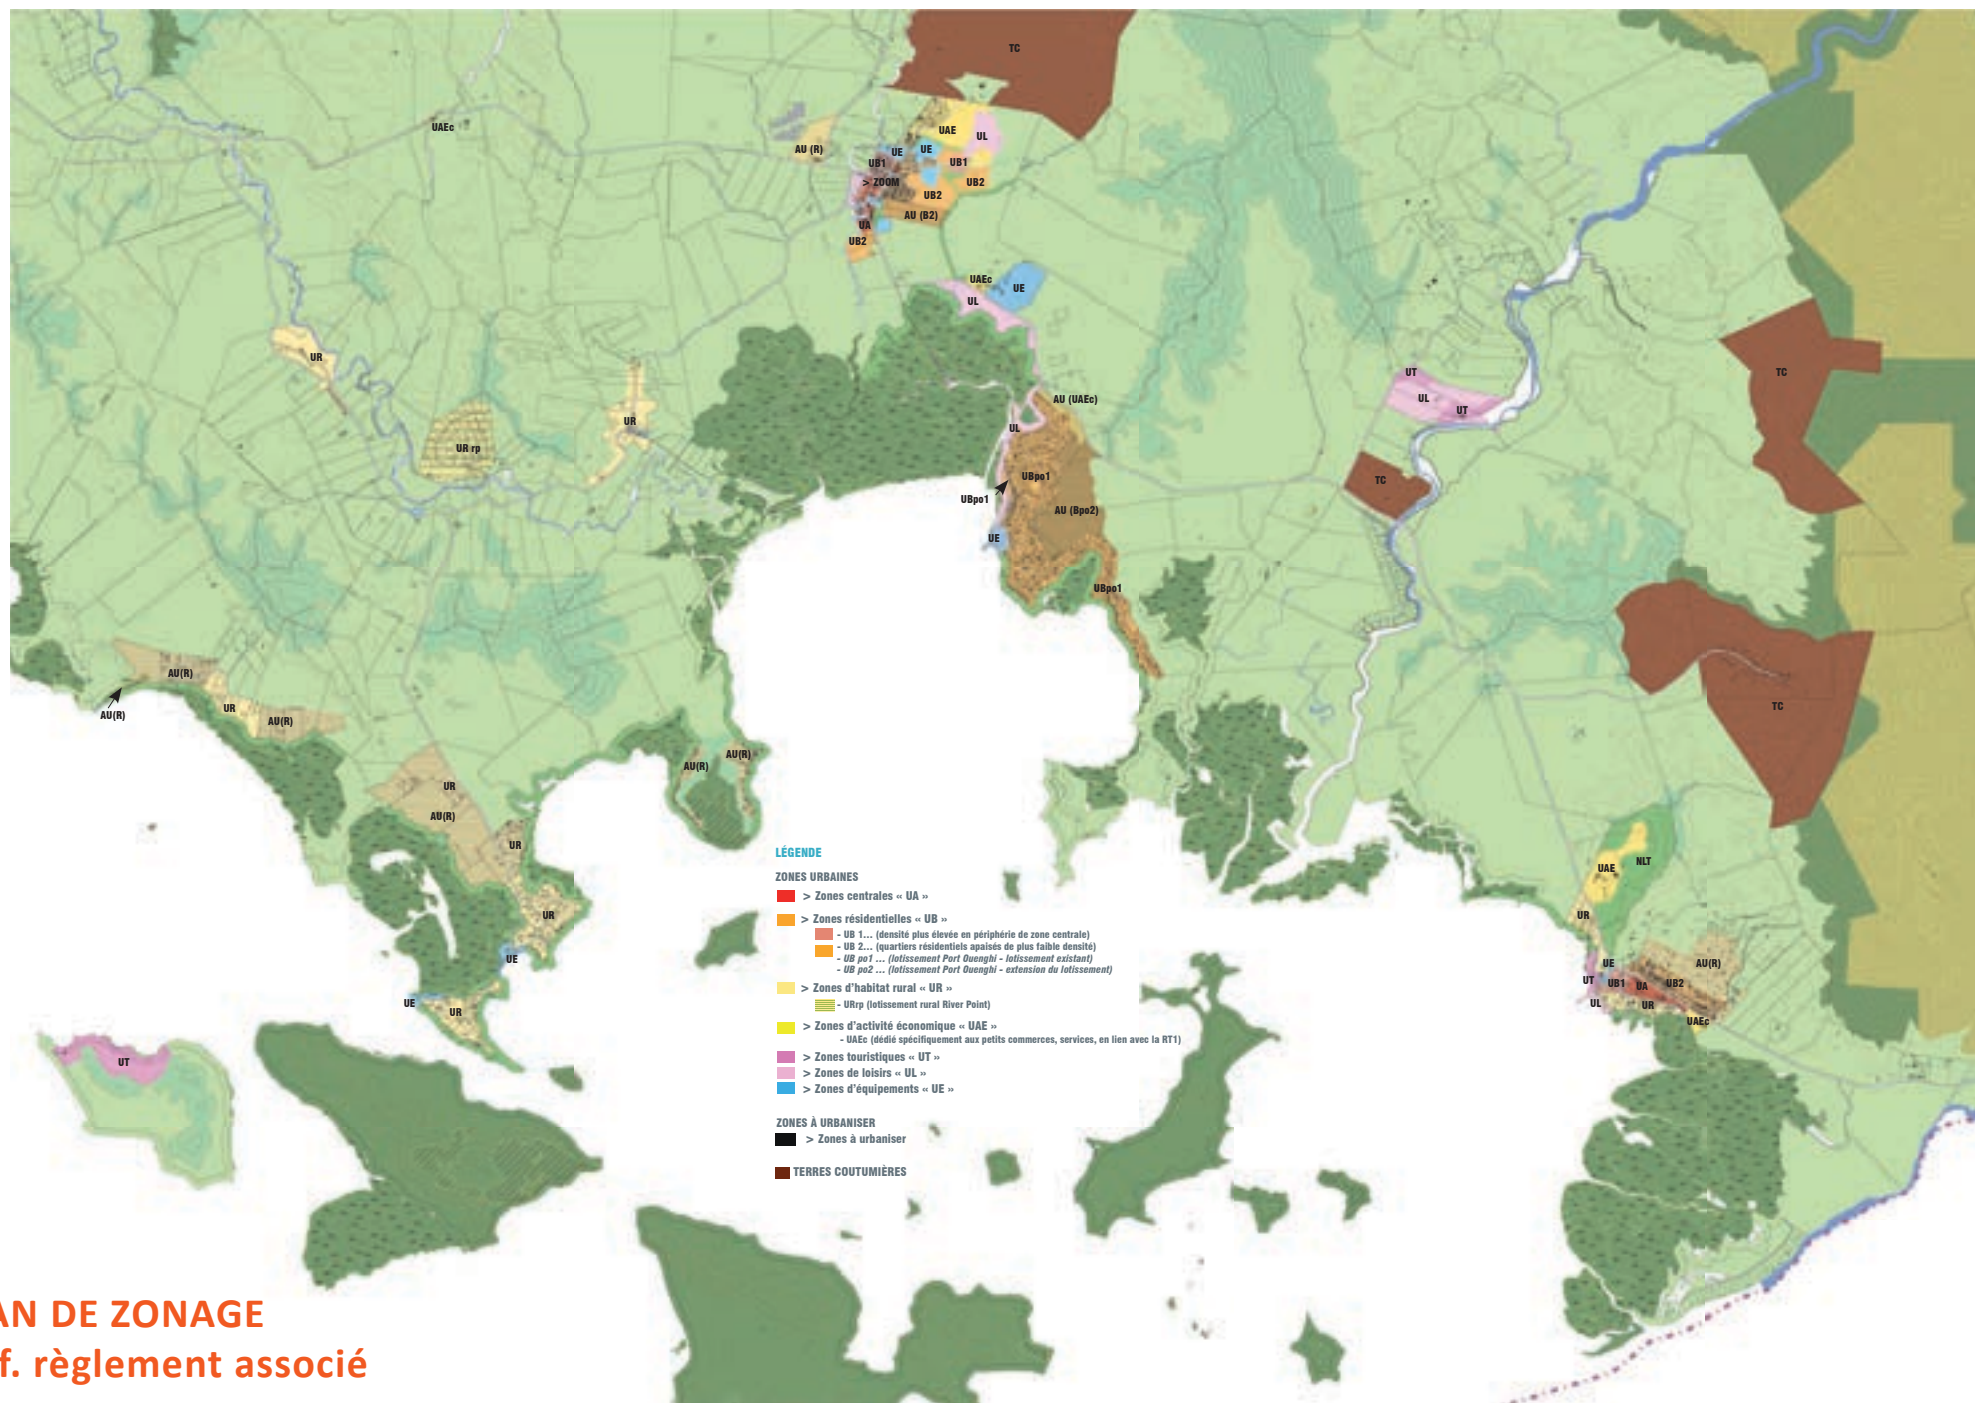 TC
UAEc
AU (R)
UAE
UL
UE
UE
UB1
UB1
> ZOOM
UB2
UB2
AU (B2)
UA
UB2
UAEc
UE
UL
UR
TC
UT
UL
UT
AU (UAEc)
UR
UL
UR rp
UBpo1
TC
UBpo1
AU (Bpo2)
UE
UBpo1
AU(R)
UR
AU(R)
AU(R)
TC
AU(R)
AU(R)
UR
AU(R)
UR
UAE
NLT
UR
UR
UE
UE
UR
UE
AU(R)
UT
UB1
UA
UB2
UL
UR
UAEc
UT
LÉGENDE
ZONES URBAINES
> Zones centrales « UA »
> Zones résidentielles « UB »
- UB 1... (densité plus élevée en périphérie de zone centrale)
- UB 2... (quartiers résidentiels apaisés de plus faible densité)
- UB po1 ... (lotissement Port Ouenghi - lotissement existant)
- UB po2 ... (lotissement Port Ouenghi - extension du lotissement)
> Zones d'habitat rural « UR »
- URrp (lotissement rural River Point)
> Zones d'activité économique « UAE »
- UAEc (dédié spécifiquement aux petits commerces, services, en lien avec la RT1)
> Zones touristiques « UT »
> Zones de loisirs « UL »
> Zones d'équipements « UE »
ZONES À URBANISER
> Zones à urbaniser
TERRES COUTUMIÈRES
AN DE ZONAGE
f. règlement associé